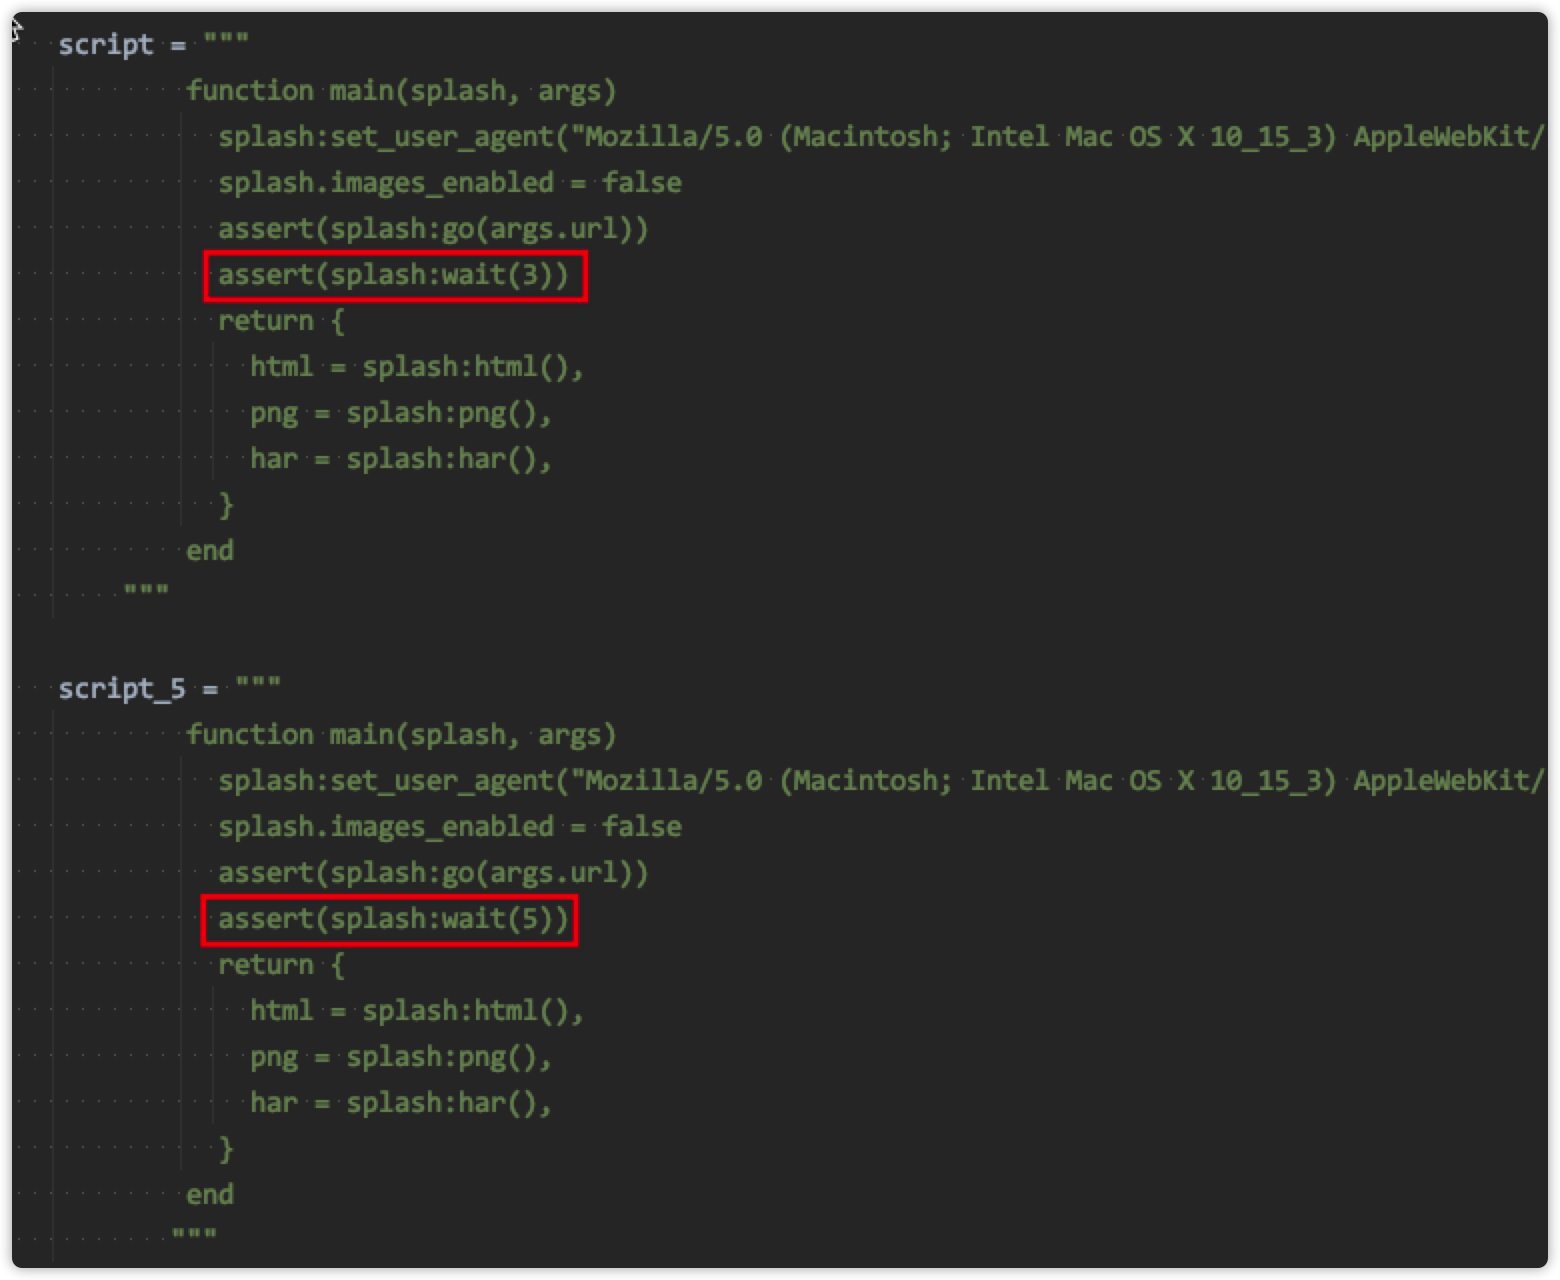 script = """
function main(splash, args)
splash:set_user_agent("Mozilla/5.0 (Macintosh; Intel Mac OS X 10_15_3) AppleWebKit/
splash.images_enabled = false
assert(splash:go(args.url))
assert(splash:wait(3))
return {
html = splash:html(),
png = splash:png(),
har = splash:har(),
}
end
"""
script_5 = """
function main(splash, args)
splash:set_user_agent("Mozilla/5.0 (Macintosh; Intel Mac OS X 10_15_3) AppleWebKit/
splash.images_enabled = false
assert(splash:go(args.url))
assert(splash:wait(5))
return {
html = splash:html(),
png = splash:png(),
har = splash:har(),
}
end
"""